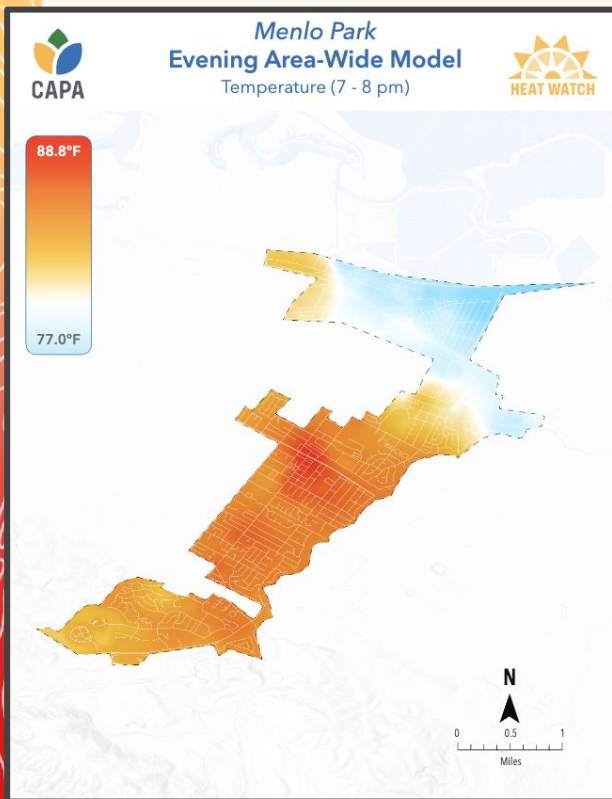 Menlo Park
Evening Area-Wide Model
Temperature (7 - 8 pm)
CAPA
HEAT WATCH
88.8°F
77.0°F
N
0 0.5 1
Miles